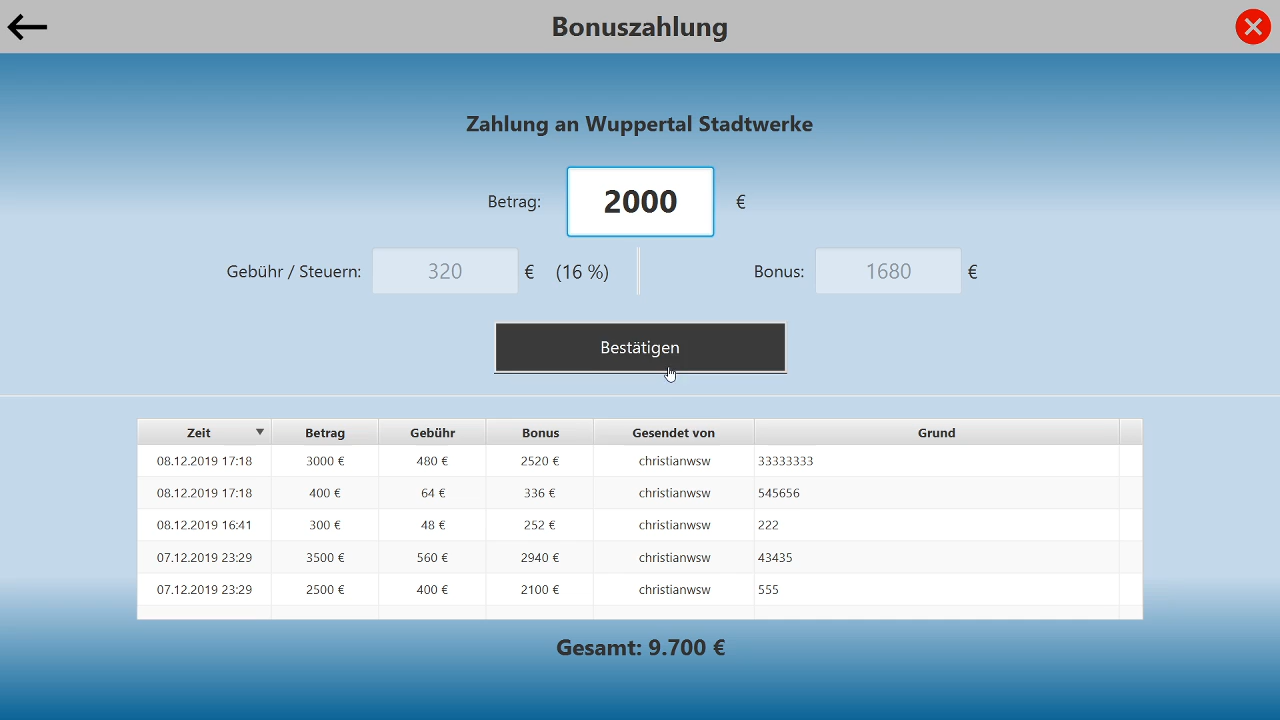 Bonuszahlung
Zahlung an Wuppertal Stadtwerke
Betrag: 2000 €
Gebühr / Steuern: 320 € (16 %) Bonus: 1680 €
Bestätigen
Zeit Betrag Gebühr Bonus Gesendet von Grund
08.12.2019 17:18 3000 € 480 € 2520 € christianwsw 33333333
08.12.2019 17:18 400 € 64 € 336 € christianwsw 545656
08.12.2019 16:41 300 € 48 € 252 € christianwsw 222
07.12.2019 23:29 3500 € 560 € 2940 € christianwsw 43435
07.12.2019 23:29 2500 € 400 € 2100 € christianwsw 555
Gesamt: 9.700 €